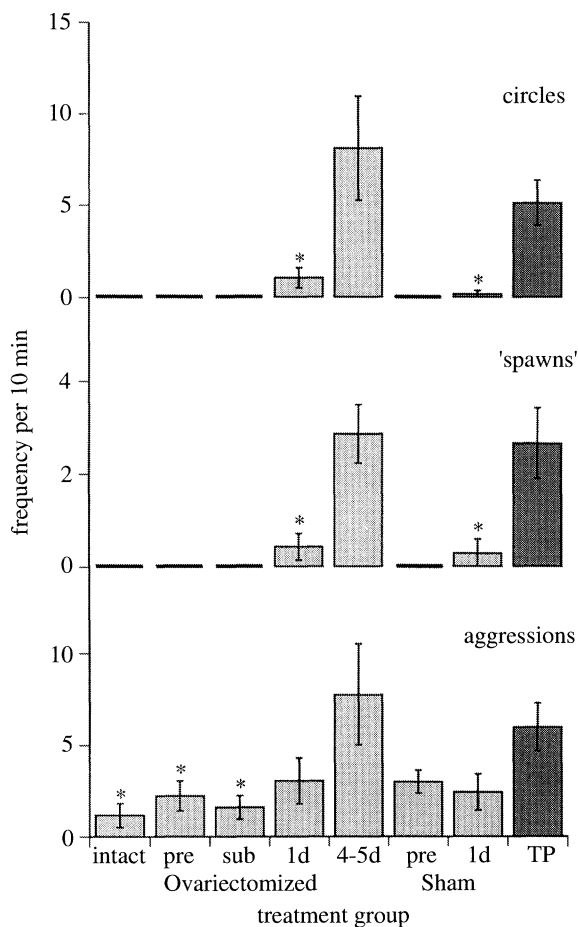 15
circles
10
5
* *
0
4
'spawns'
2
* *
0
frequency per 10 min
aggressions
10
5
* * *
0
intact pre sub 1d 4-5d pre 1d TP
Ovariectomized Sham
treatment group